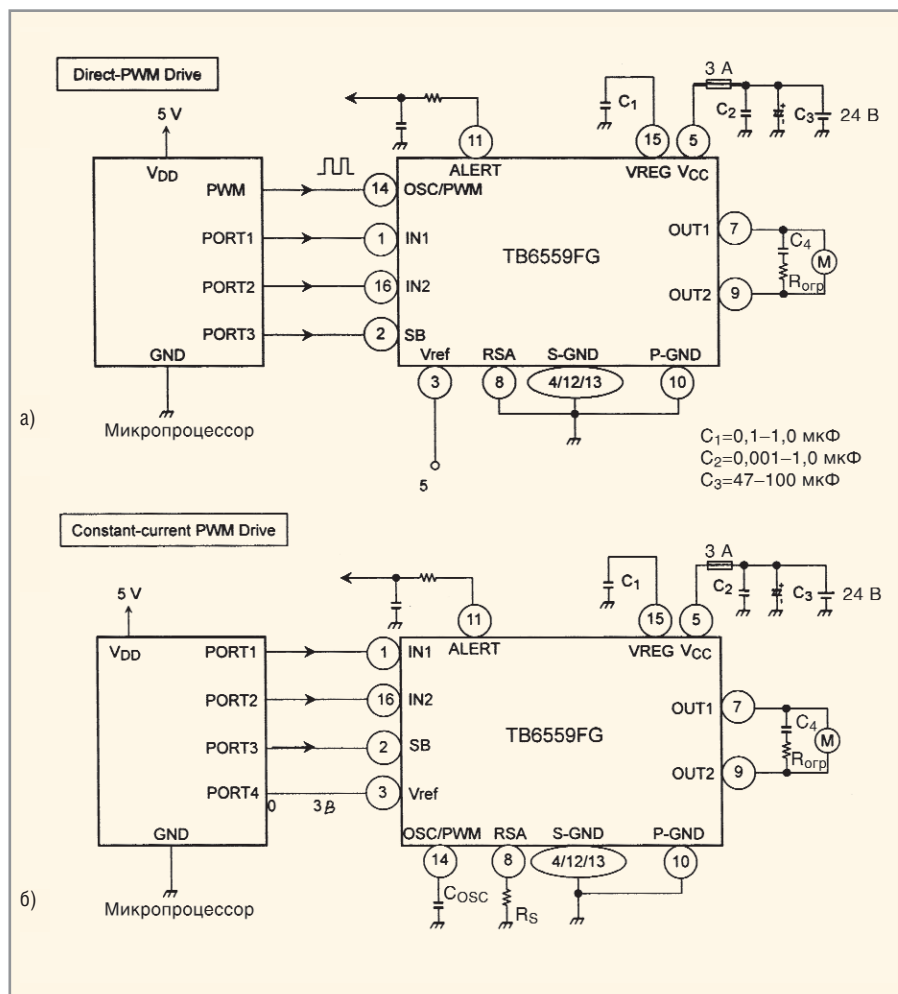 Direct-PWM Drive
5 V
VDD
PWM
PORT1
PORT2
PORT3
GND
Микропроцессор
а)
14
OSC/PWM
1
IN1
16
IN2
2
SB
11
ALERT
C1
15
VREG
5
VCC
3 А
C2
C3
24 В
TB6559FG
OUT1
7
OUT2
9
C4
Rогр
M
Vref
3
5
RSA
8
S-GND
4/12/13
P-GND
10
C1=0,1–1,0 мкФ
C2=0,001–1,0 мкФ
C3=47–100 мкФ
Constant-current PWM Drive
5 V
VDD
PORT1
PORT2
PORT3
PORT4
0 3 В
GND
Микропроцессор
б)
1
IN1
16
IN2
2
SB
3
Vref
11
ALERT
C1
15
VREG
5
VCC
3 А
C2
C3
24 В
TB6559FG
OUT1
7
OUT2
9
C4
Rогр
M
OSC/PWM
14
COSC
RSA
8
RS
S-GND
4/12/13
P-GND
10